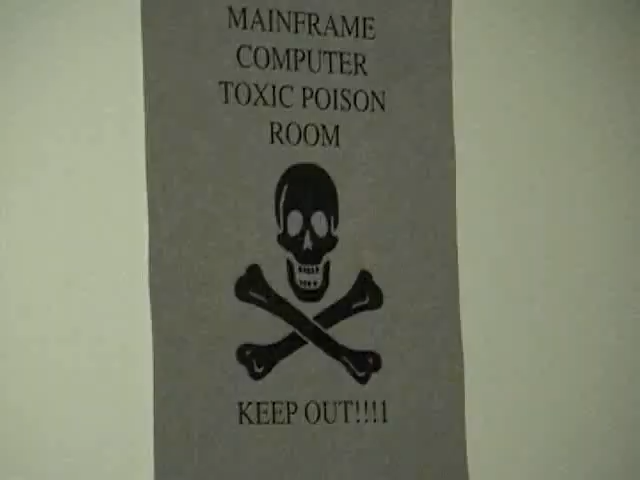 MAINFRAME
COMPUTER
TOXIC POISON
ROOM
KEEP OUT!!!1